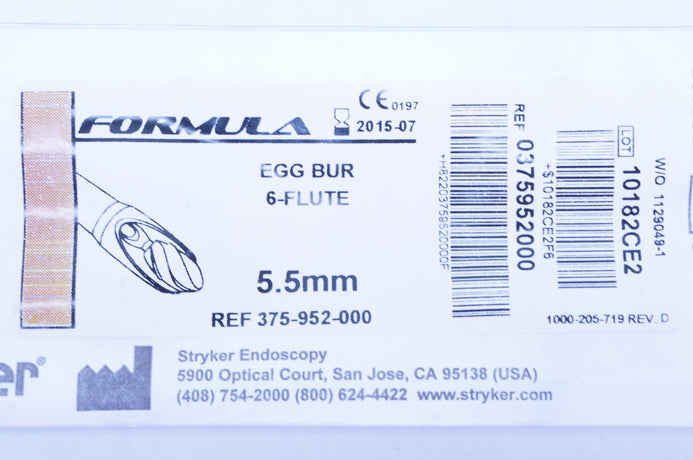 FORMULA
CE 0197
2015-07
EGG BUR
6-FLUTE
5.5mm
REF 375-952-000
+H82203759520000F
REF 0375952000
+$10182CE2F6
LOT 10182CE2
W/O 1129049-1
1000-205-719 REV. D
er®
Stryker Endoscopy
5900 Optical Court, San Jose, CA 95138 (USA)
(408) 754-2000 (800) 624-4422 www.stryker.com